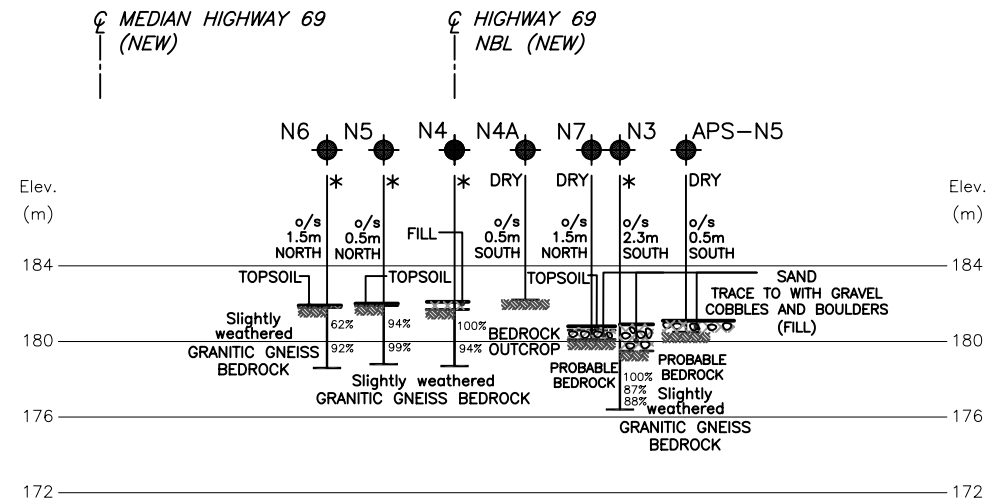 ℄ MEDIAN HIGHWAY 69
(NEW)
℄ HIGHWAY 69
NBL (NEW)
N6
N5
N4
N4A
N7
N3
APS-N5
Elev.
(m)
Elev.
(m)
*
*
*
DRY
DRY
*
DRY
o/s
1.5m
NORTH
o/s
0.5m
NORTH
FILL
o/s
0.5m
SOUTH
o/s
1.5m
NORTH
o/s
2.3m
SOUTH
o/s
0.5m
SOUTH
184
184
TOPSOIL
TOPSOIL
TOPSOIL
SAND
TRACE TO WITH GRAVEL
COBBLES AND BOULDERS
(FILL)
Slightly
weathered
GRANITIC GNEISS
BEDROCK
62%
92%
94%
99%
100%
94%
BEDROCK
OUTCROP
180
180
PROBABLE
BEDROCK
PROBABLE
BEDROCK
Slightly weathered
GRANITIC GNEISS BEDROCK
100%
87%
88%
Slightly
weathered
GRANITIC GNEISS
BEDROCK
176
176
172
172